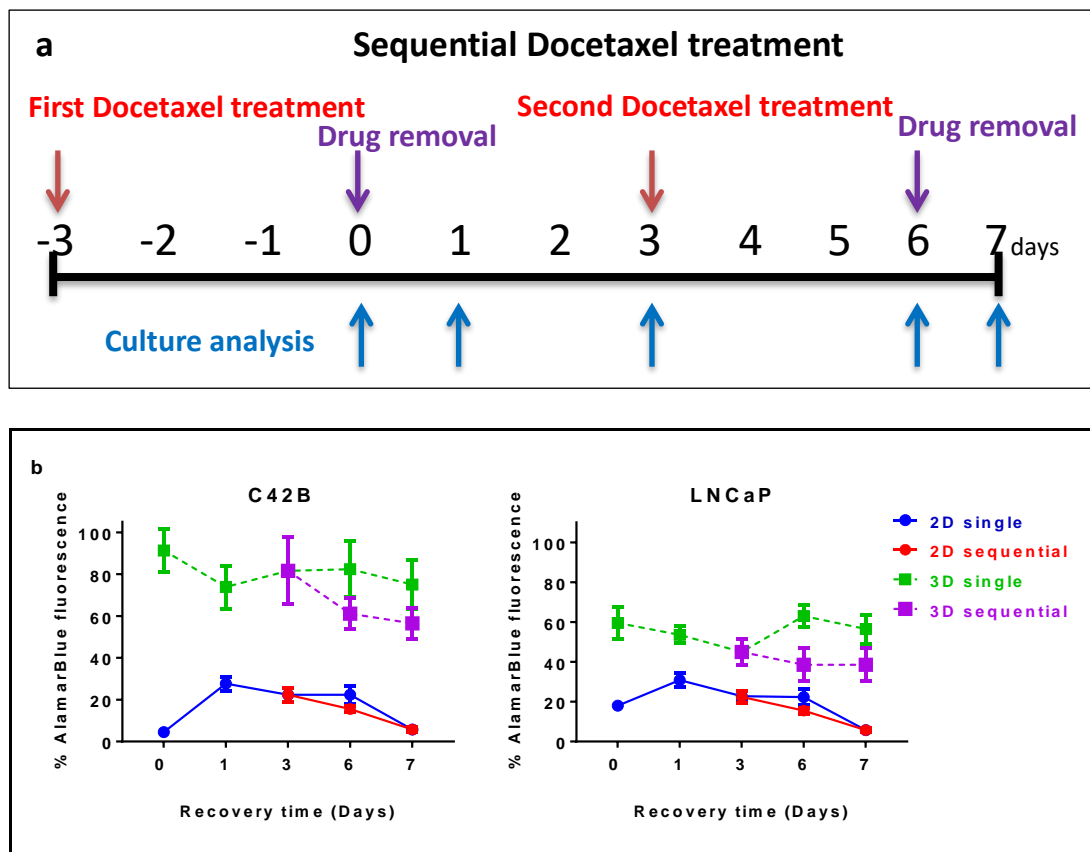 a
Sequential Docetaxel treatment
First Docetaxel treatment
Second Docetaxel treatment
Drug removal
Drug removal
-3 -2 -1 0 1 2 3 4 5 6 7 days
Culture analysis
b
C42B
% AlamarBlue fluorescence
100
80
60
40
20
0
0 1 3 6 7
Recovery time (Days)
LNCaP
% AlamarBlue fluorescence
100
80
60
40
20
0
0 1 3 6 7
Recovery time (Days)
2D single
2D sequential
3D single
3D sequential